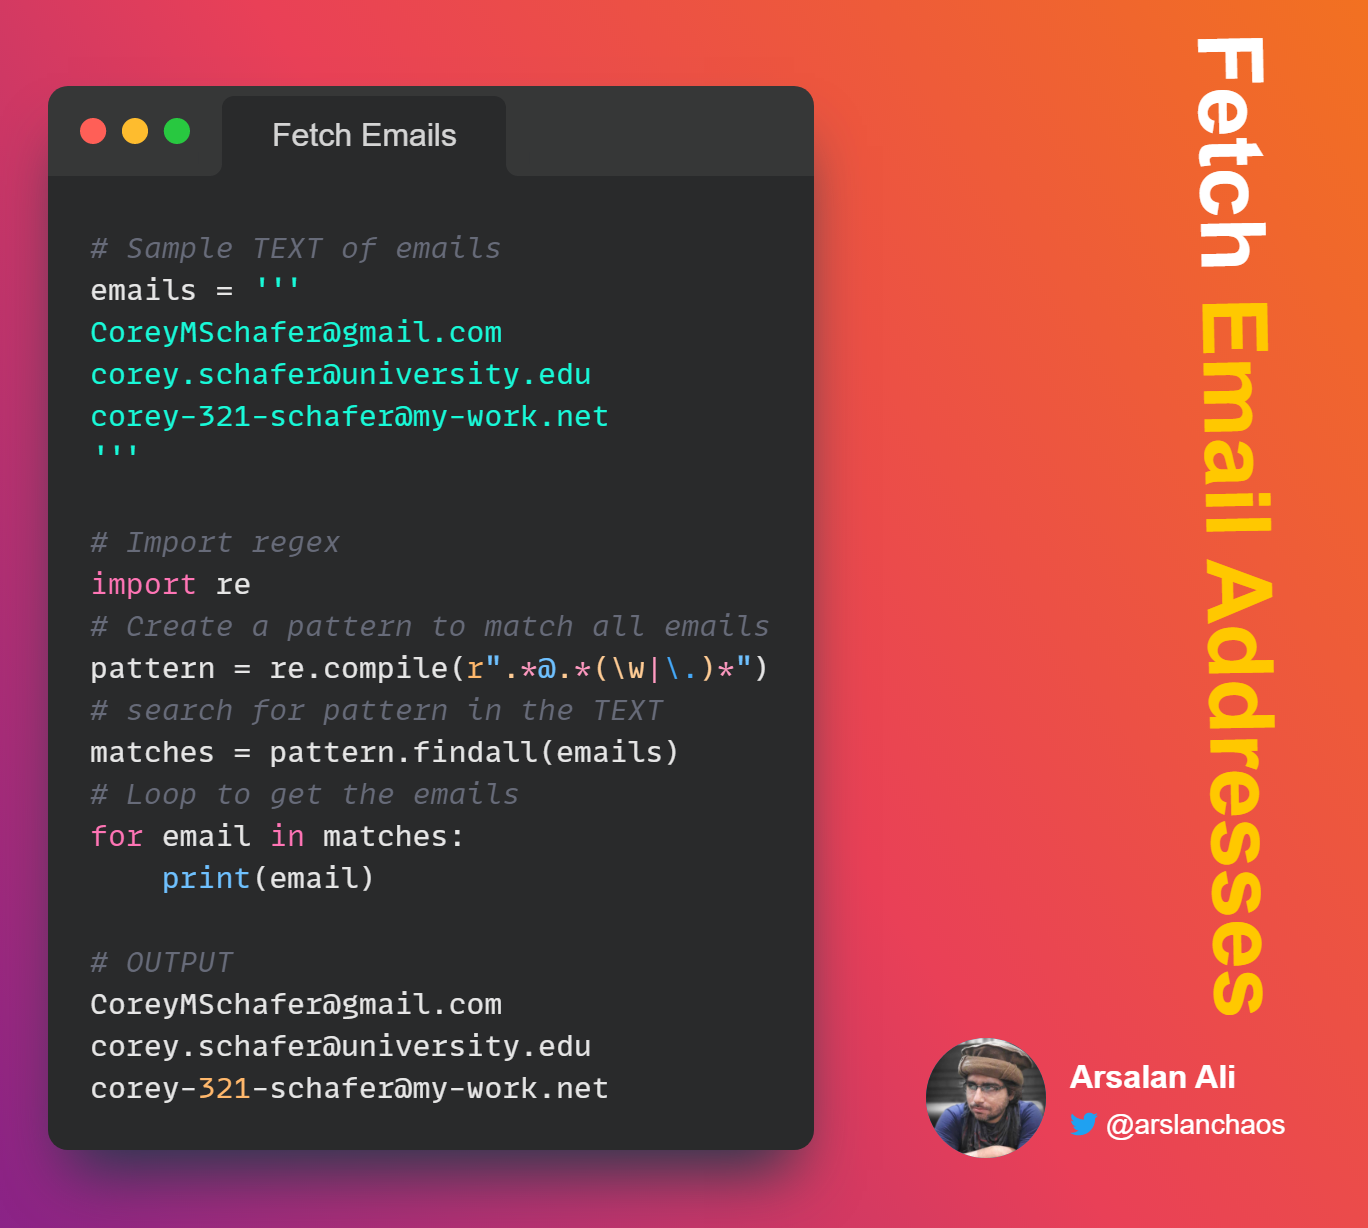 Fetch Emails
# Sample TEXT of emails
emails = '''
CoreyMSchafer@gmail.com
corey.schafer@university.edu
corey-321-schafer@my-work.net
'''
# Import regex
import re
# Create a pattern to match all emails
pattern = re.compile(r".*@.*(\w|\.)*")
# search for pattern in the TEXT
matches = pattern.findall(emails)
# Loop to get the emails
for email in matches:
    print(email)
# OUTPUT
CoreyMSchafer@gmail.com
corey.schafer@university.edu
corey-321-schafer@my-work.net
Fetch Email Addresses
Arsalan Ali
@arslanchaos